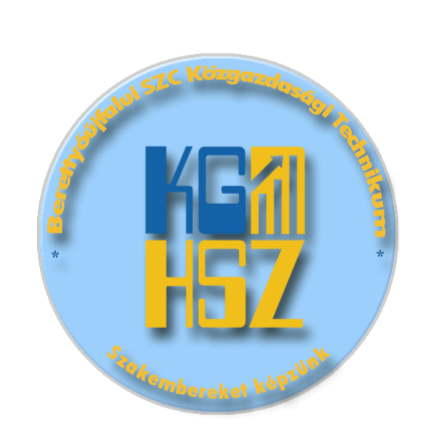 * Berettyóújfalui SZC Közgazdasági Technikum *
KG
HSZ
Szakembereket képzünk